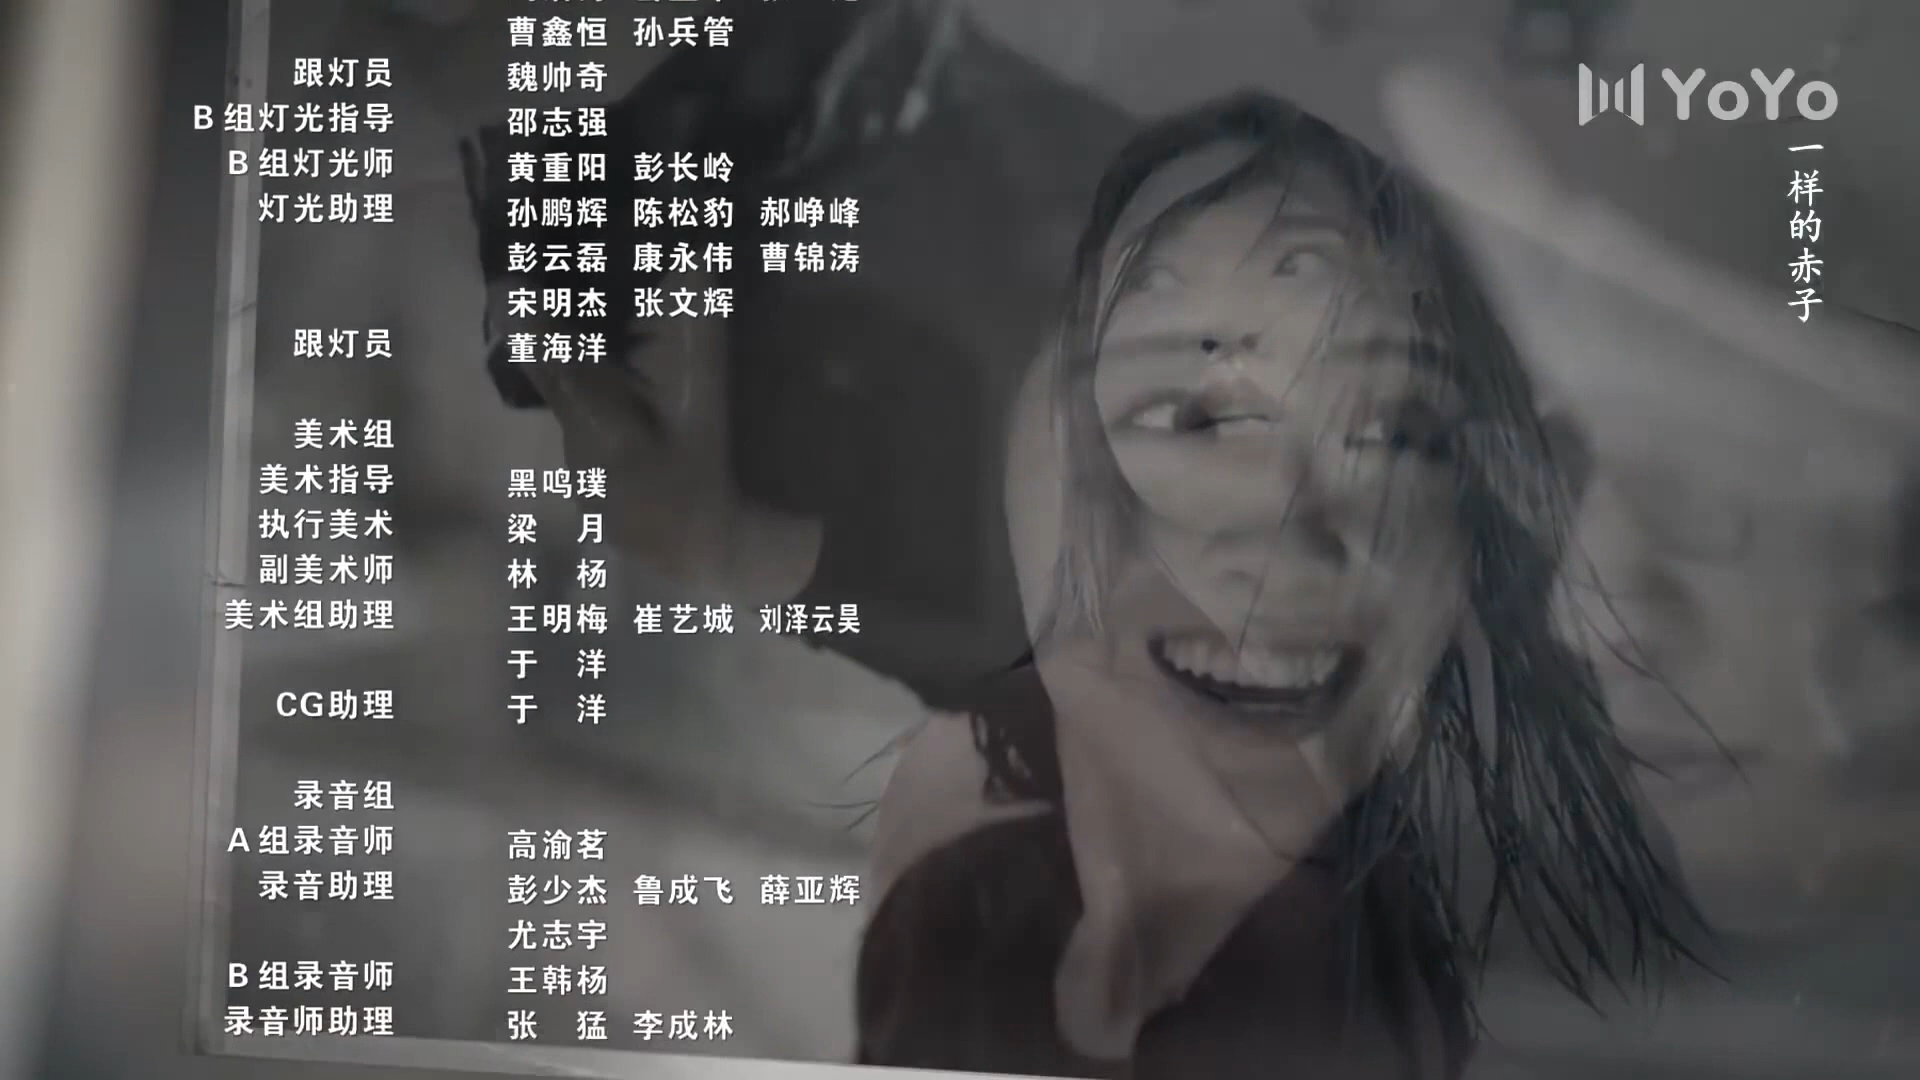 曹鑫恒 孙兵管
跟灯员 魏帅奇
B组灯光指导 邵志强
B组灯光师 黄重阳 彭长岭
灯光助理 孙鹏辉 陈松豹 郝峥峰
彭云磊 康永伟 曹锦涛
宋明杰 张文辉
跟灯员 董海洋
美术组
美术指导 黑鸣璞
执行美术 梁 月
副美术师 林 杨
美术组助理 王明梅 崔艺城 刘泽云昊
于 洋
CG助理 于 洋
录音组
A组录音师 高渝茗
录音助理 彭少杰 鲁成飞 薛亚辉
尤志宇
B组录音师 王韩杨
录音师助理 张 猛 李成林
YoYo
一样的赤子